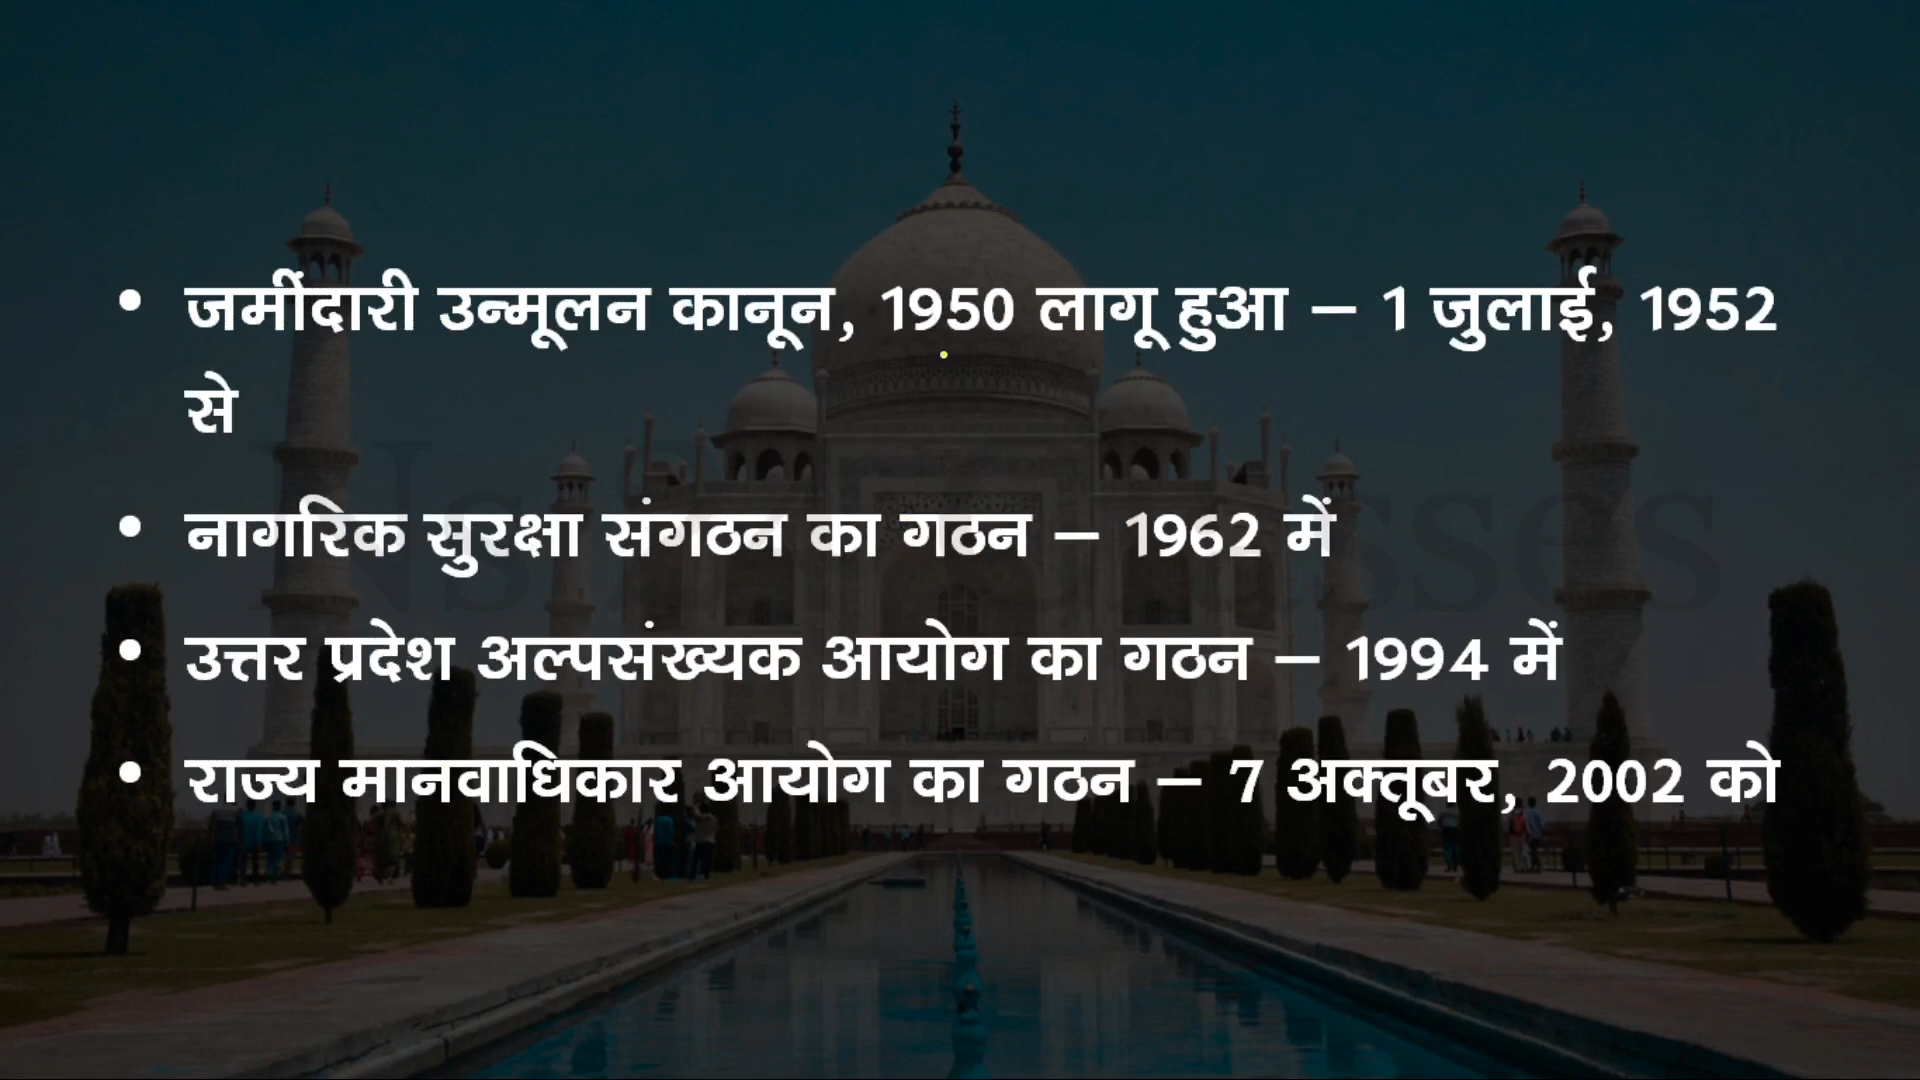 • जमींदारी उन्मूलन कानून, 1950 लागू हुआ – 1 जुलाई, 1952
से
• नागरिक सुरक्षा संगठन का गठन – 1962 में
• उत्तर प्रदेश अल्पसंख्यक आयोग का गठन – 1994 में
• राज्य मानवाधिकार आयोग का गठन – 7 अक्तूबर, 2002 को